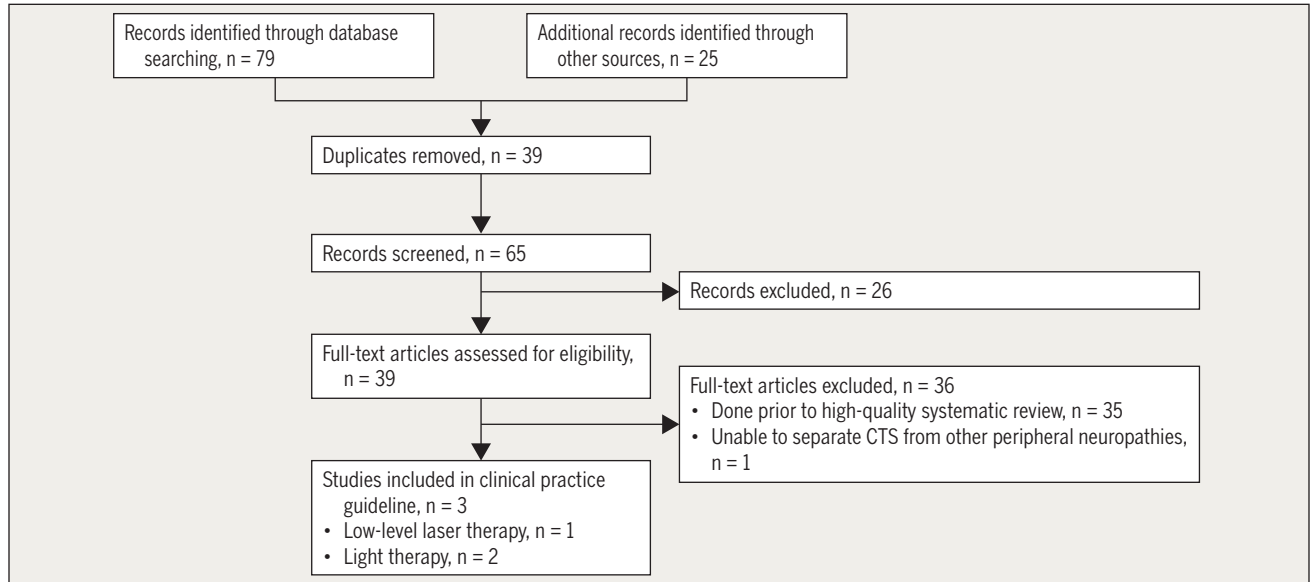 Records identified through database
searching, n = 79
Additional records identified through
other sources, n = 25
Duplicates removed, n = 39
Records screened, n = 65
Records excluded, n = 26
Full-text articles assessed for eligibility,
n = 39
Full-text articles excluded, n = 36
• Done prior to high-quality systematic review, n = 35
• Unable to separate CTS from other peripheral neuropathies,
n = 1
Studies included in clinical practice
guideline, n = 3
• Low-level laser therapy, n = 1
• Light therapy, n = 2